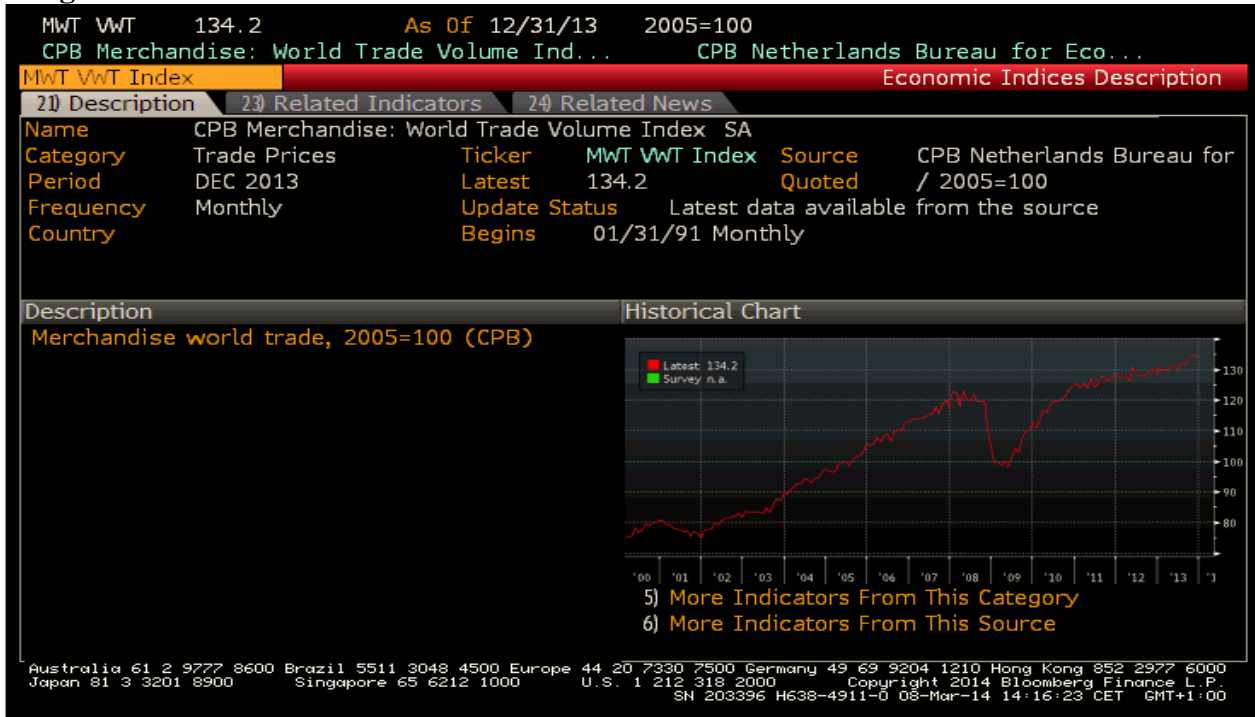 MWT VWT 134.2 As Of 12/31/13 2005=100
CPB Merchandise: World Trade Volume Ind... CPB Netherlands Bureau for Eco...
MWT VWT Index Economic Indices Description
21) Description 23) Related Indicators 24) Related News
Name CPB Merchandise: World Trade Volume Index SA
Category Trade Prices Ticker MWT VWT Index Source CPB Netherlands Bureau for
Period DEC 2013 Latest 134.2 Quoted / 2005=100
Frequency Monthly Update Status Latest data available from the source
Country Begins 01/31/91 Monthly
Description Historical Chart
Merchandise world trade, 2005=100 (CPB)
Latest 134.2
Survey n.a.
130
120
110
100
90
80
'00 '01 '02 '03 '04 '05 '06 '07 '08 '09 '10 '11 '12 '13 '1
5) More Indicators From This Category
6) More Indicators From This Source
Australia 61 2 9777 8600 Brazil 5511 3048 4500 Europe 44 20 7330 7500 Germany 49 69 9204 1210 Hong Kong 852 2977 6000
Japan 81 3 3201 8900 Singapore 65 6212 1000 U.S. 1 212 318 2000 Copyright 2014 Bloomberg Finance L.P.
SN 203396 H638-4911-0 08-Mar-14 14:16:23 CET GMT+1:00